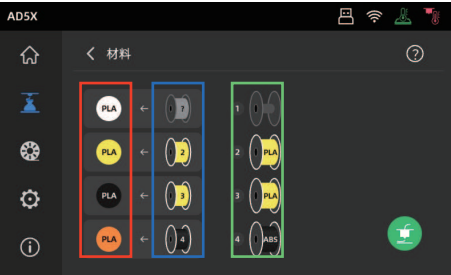 AD5X
材料
PLA ← ? 1
PLA ← 2 2 PLA
PLA ← 3 3 PLA
PLA ← 4 4 ABS